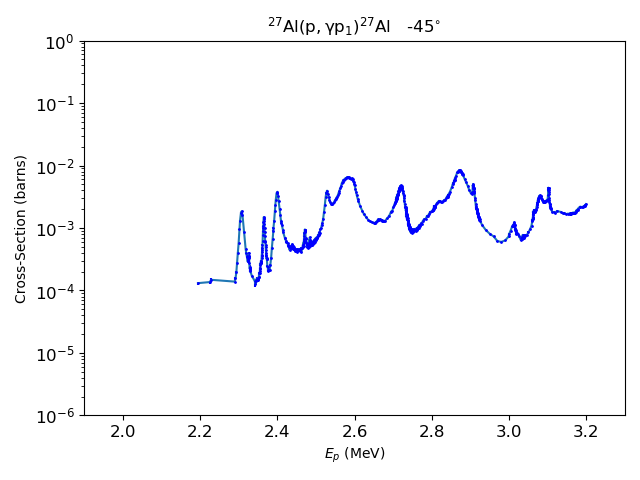 ²⁷Al(p, γp₁)²⁷Al -45°
10⁰
10⁻¹
10⁻²
10⁻³
10⁻⁴
10⁻⁵
10⁻⁶
Cross-Section (barns)
2.0 2.2 2.4 2.6 2.8 3.0 3.2
Eₚ (MeV)